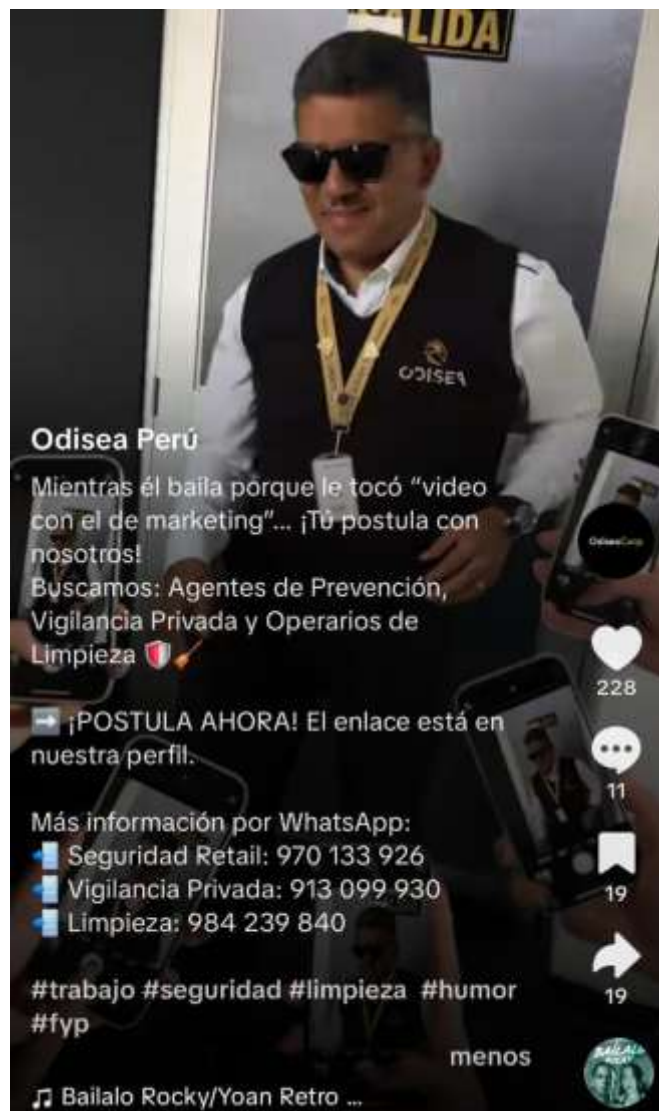 LIDA
ODISEA
Odisea Perú
Mientras él baila porque le tocó “video
con el de marketing”... ¡Tú postula con
nosotros!
Buscamos: Agentes de Prevención,
Vigilancia Privada y Operarios de
Limpieza 🛡️🧹
➡️ ¡POSTULA AHORA! El enlace está en
nuestra perfil.
Más información por WhatsApp:
📲 Seguridad Retail: 970 133 926
📲 Vigilancia Privada: 913 099 930
📲 Limpieza: 984 239 840
#trabajo #seguridad #limpieza #humor
#fyp
menos
🎵 Bailalo Rocky/Yoan Retro ...
OdiseaCorp
228
11
19
19
BAILALO
ROCKY